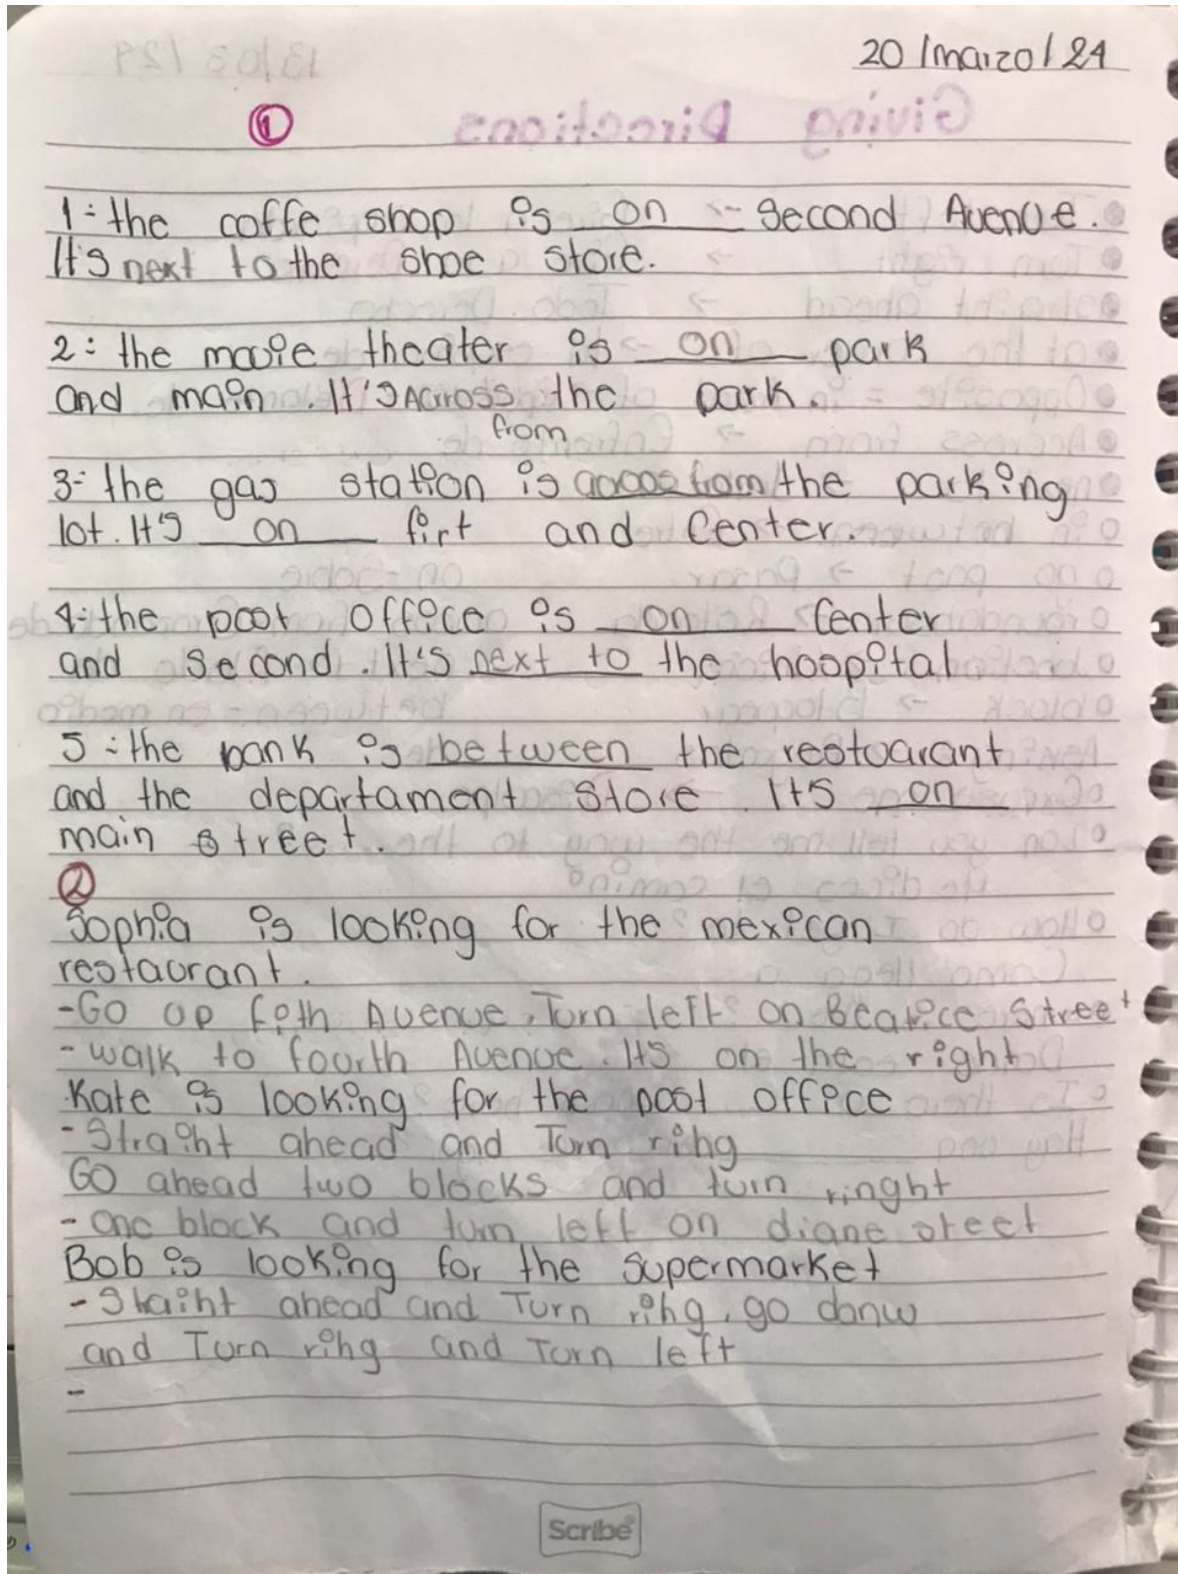 20/marzo/24
1
1-the coffe shop is on second Avenue.
It's next to the shoe store.
2-the movie theater is on park
and main. It's Across the park.
from
3-the gas station is across from the parking
lot. It's on firt and Center.
4-the post office is on Center
and second. It's next to the hospital
5-the bank is between the restuarant
and the departament store. Its on
main street.
2
Sophia is looking for the mexican
restaurant.
-Go up fith Avenue. Turn left on Beatrice Street
-walk to fourth Avenue. Its on the right
Kate is looking for the post office
-Straiht ahead and Turn rihg
GO ahead two blocks and turn ringht
-one block and turn left on diane steet
Bob is looking for the supermarket
-Staiht ahead and Turn rihg, go donw
and Turn rihg and Turn left
-
Scribe